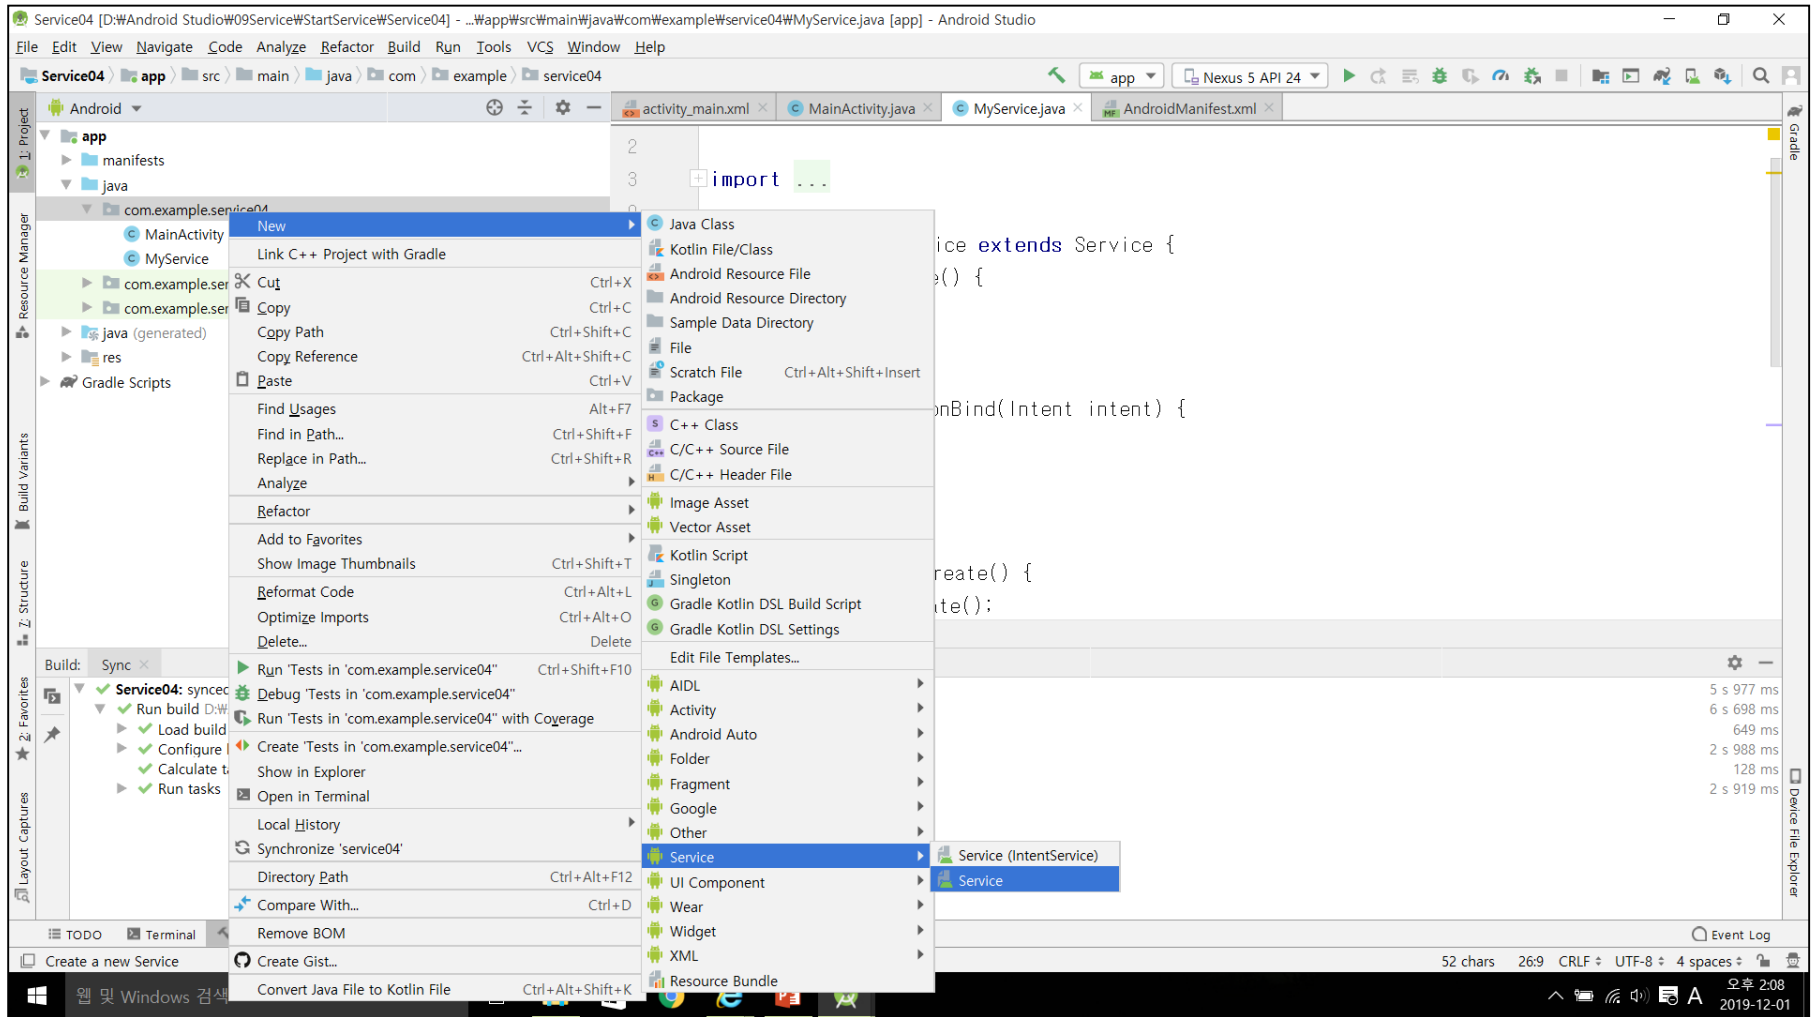 Service04 [D:₩Android Studio₩09Service₩StartService₩Service04] - ...₩app₩src₩main₩java₩com₩example₩service04₩MyService.java [app] - Android Studio
File Edit View Navigate Code Analyze Refactor Build Run Tools VCS Window Help
Service04 app src main java com example service04
app Nexus 5 API 24
Android
activity_main.xml MainActivity.java MyService.java AndroidManifest.xml
1: Project
Resource Manager
Build Variants
7: Structure
2: Favorites
Layout Captures
app
manifests
java
com.example.service04
MainActivity
MyService
com.example.ser
com.example.ser
java (generated)
res
Gradle Scripts
New
Link C++ Project with Gradle
Cut Ctrl+X
Copy Ctrl+C
Copy Path Ctrl+Shift+C
Copy Reference Ctrl+Alt+Shift+C
Paste Ctrl+V
Find Usages Alt+F7
Find in Path... Ctrl+Shift+F
Replace in Path... Ctrl+Shift+R
Analyze
Refactor
Add to Favorites
Show Image Thumbnails Ctrl+Shift+T
Reformat Code Ctrl+Alt+L
Optimize Imports Ctrl+Alt+O
Delete... Delete
Run 'Tests in 'com.example.service04'' Ctrl+Shift+F10
Debug 'Tests in 'com.example.service04''
Run 'Tests in 'com.example.service04'' with Coverage
Create 'Tests in 'com.example.service04''...
Show in Explorer
Open in Terminal
Local History
Synchronize 'service04'
Directory Path Ctrl+Alt+F12
Compare With... Ctrl+D
Remove BOM
Create Gist...
Convert Java File to Kotlin File Ctrl+Alt+Shift+K
Java Class
Kotlin File/Class
Android Resource File
Android Resource Directory
Sample Data Directory
File
Scratch File Ctrl+Alt+Shift+Insert
Package
C++ Class
C/C++ Source File
C/C++ Header File
Image Asset
Vector Asset
Kotlin Script
Singleton
Gradle Kotlin DSL Build Script
Gradle Kotlin DSL Settings
Edit File Templates...
AIDL
Activity
Android Auto
Folder
Fragment
Google
Other
Service
UI Component
Wear
Widget
XML
Resource Bundle
Service (IntentService)
Service
2
3 import ...
ice extends Service {
() {
onBind(Intent intent) {
reate() {
ate();
Gradle
Device File Explorer
Build: Sync
Service04: synced 5 s 977 ms
Run build D:₩ 6 s 698 ms
Load build 649 ms
Configure 2 s 988 ms
Calculate 128 ms
Run tasks 2 s 919 ms
TODO Terminal Event Log
Create a new Service 52 chars 26:9 CRLF UTF-8 4 spaces
웹 및 Windows 검색
A 오후 2:08
2019-12-01